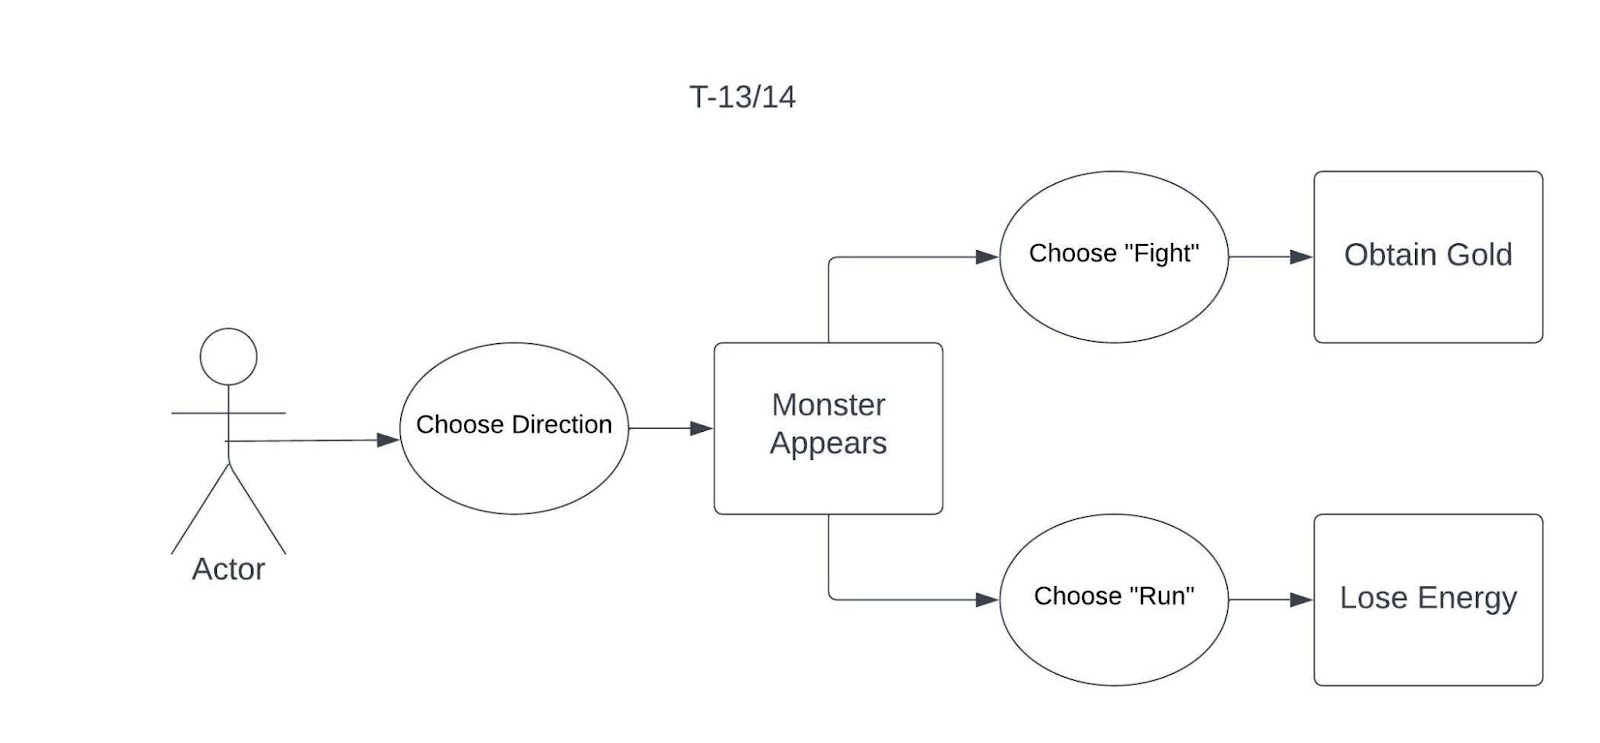 T-13/14
Choose "Fight"
Obtain Gold
Choose Direction
Monster
Appears
Actor
Choose "Run"
Lose Energy